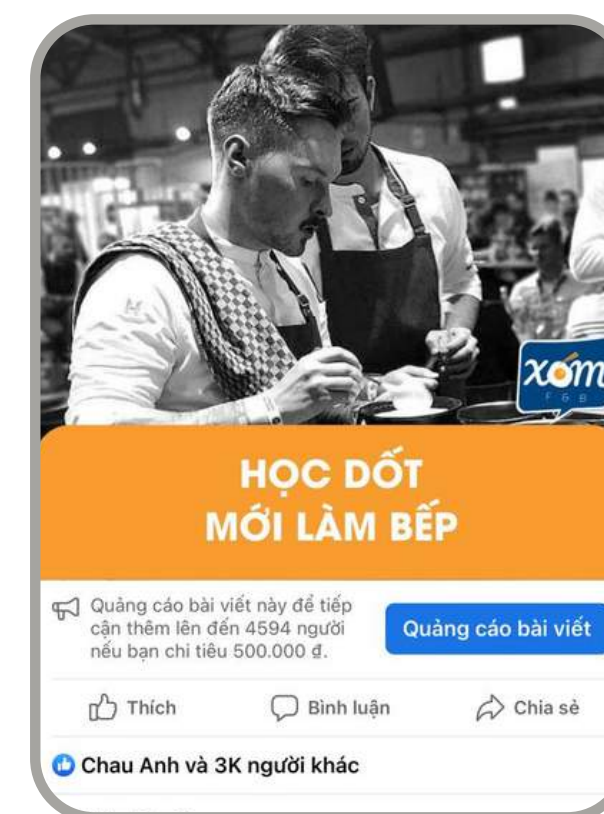 xóm
F & B
HỌC DỐT
MỚI LÀM BẾP
Quảng cáo bài viết này để tiếp
cận thêm lên đến 4594 người
nếu bạn chi tiêu 500.000 ₫.
Quảng cáo bài viết
Thích
Bình luận
Chia sẻ
Chau Anh và 3K người khác